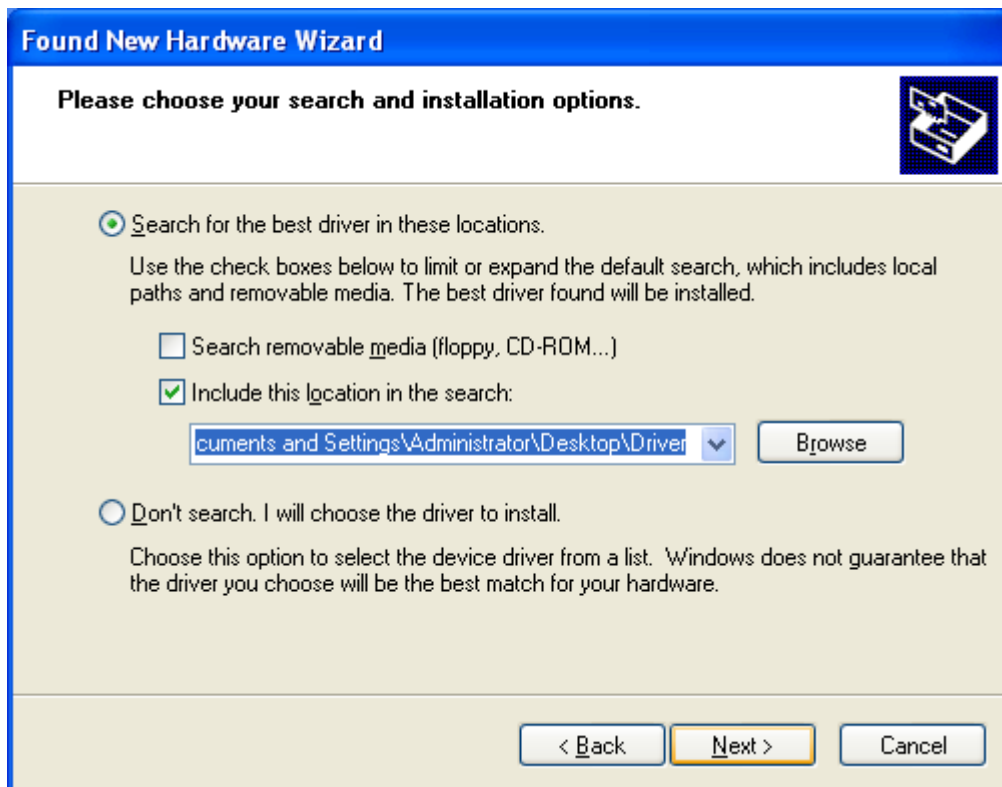 Found New Hardware Wizard
Please choose your search and installation options.
Search for the best driver in these locations.
Use the check boxes below to limit or expand the default search, which includes local
paths and removable media. The best driver found will be installed.
Search removable media (floppy, CD-ROM...)
Include this location in the search:
cuments and Settings\Administrator\Desktop\Driver
Browse
Don't search. I will choose the driver to install.
Choose this option to select the device driver from a list.  Windows does not guarantee that
the driver you choose will be the best match for your hardware.
< Back
Next >
Cancel